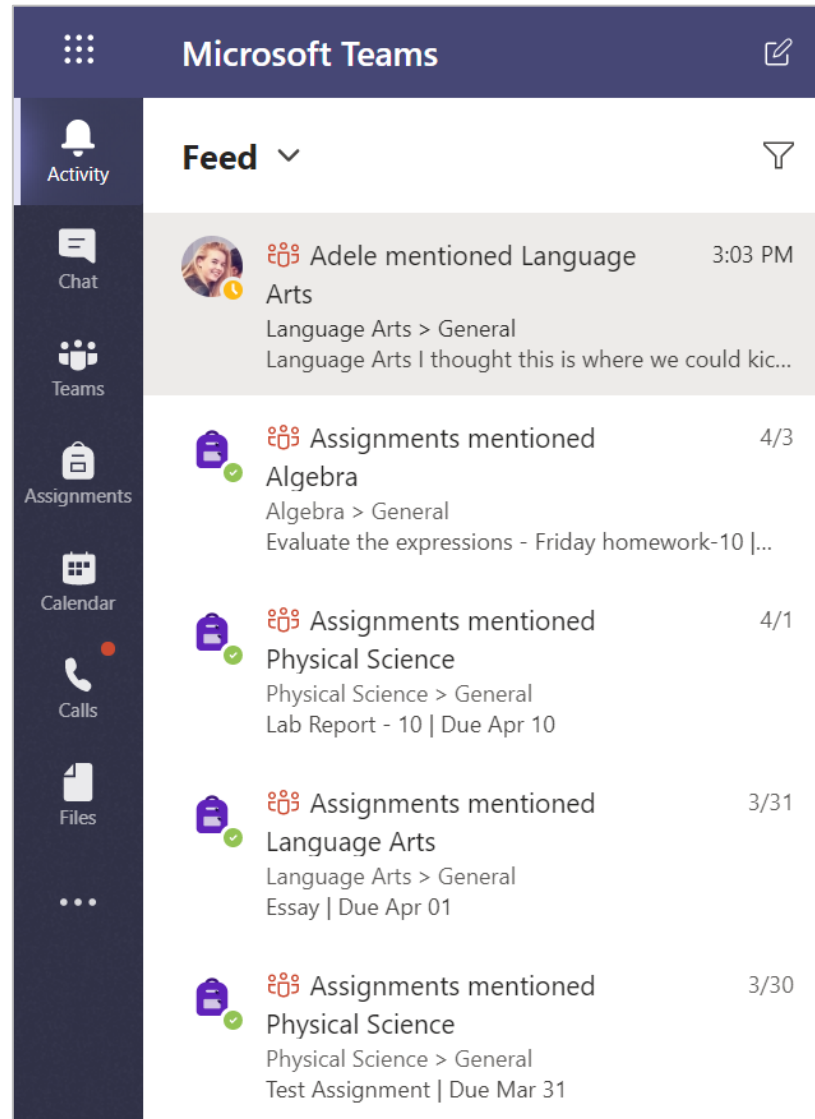 Microsoft Teams
Activity
Chat
Teams
Assignments
Calendar
Calls
Files
Feed
Adele mentioned Language 3:03 PM
Arts
Language Arts > General
Language Arts I thought this is where we could kic...
Assignments mentioned 4/3
Algebra
Algebra > General
Evaluate the expressions - Friday homework-10 |...
Assignments mentioned 4/1
Physical Science
Physical Science > General
Lab Report - 10 | Due Apr 10
Assignments mentioned 3/31
Language Arts
Language Arts > General
Essay | Due Apr 01
Assignments mentioned 3/30
Physical Science
Physical Science > General
Test Assignment | Due Mar 31